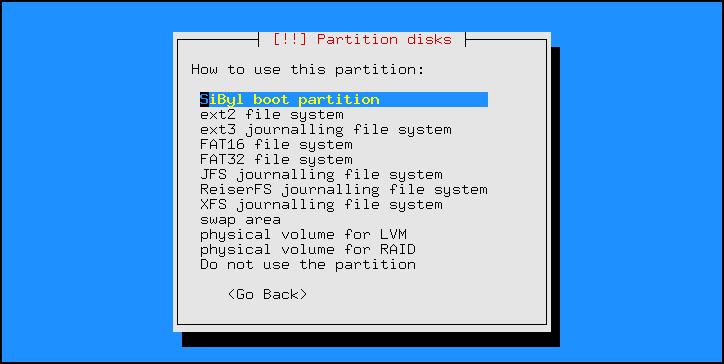 [!!] Partition disks
How to use this partition:
SiByl boot partition
ext2 file system
ext3 journalling file system
FAT16 file system
FAT32 file system
JFS journalling file system
ReiserFS journalling file system
XFS journalling file system
swap area
physical volume for LVM
physical volume for RAID
Do not use the partition
<Go Back>